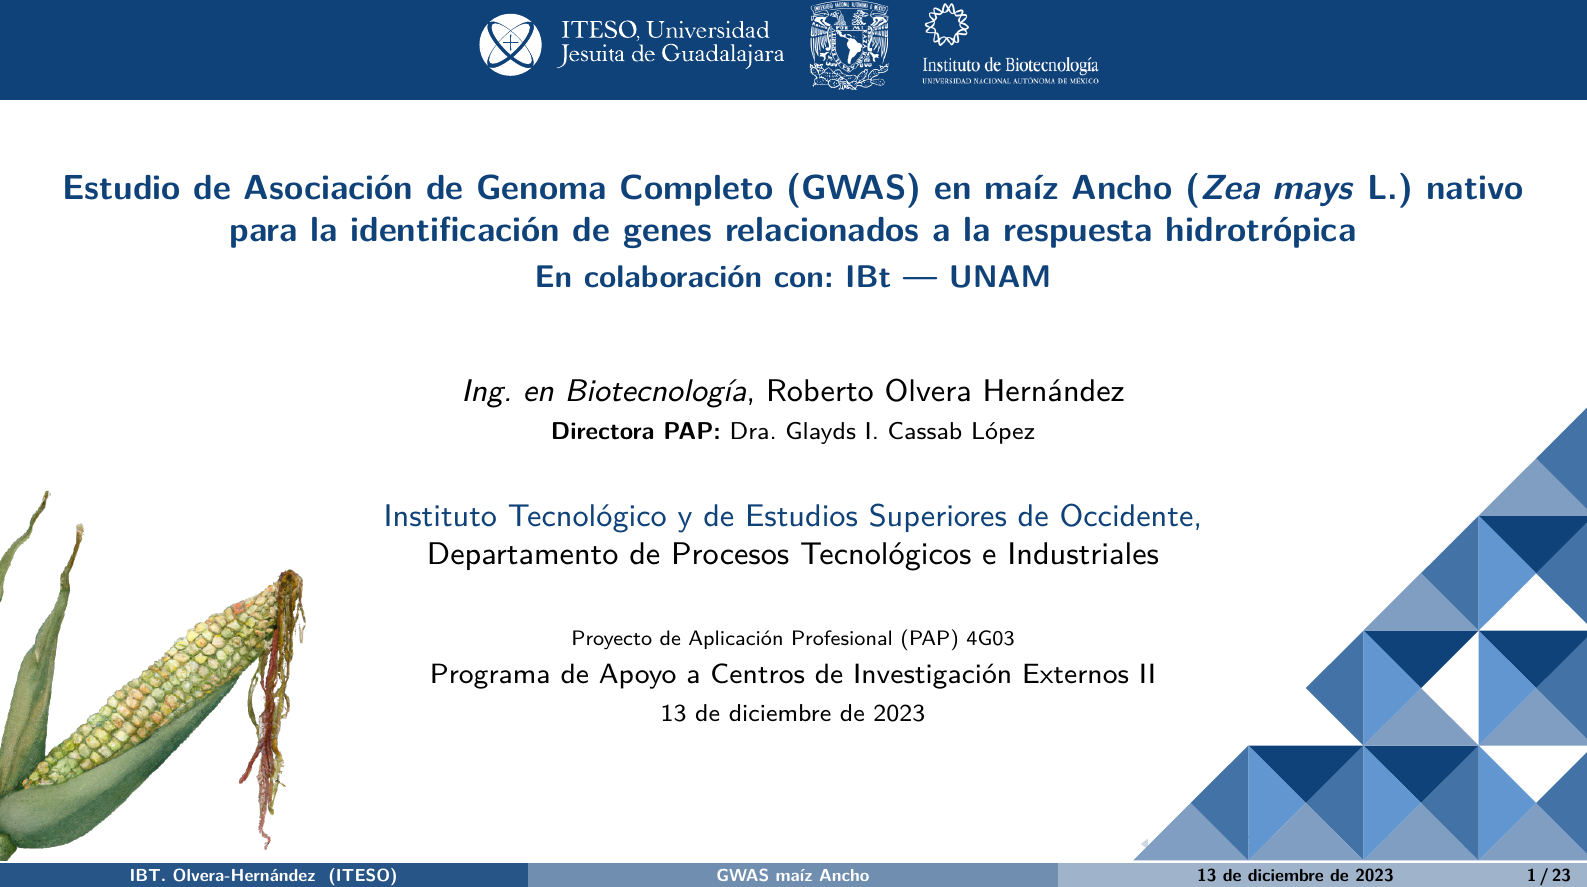 ITESO, Universidad
Jesuita de Guadalajara
Instituto de Biotecnología
UNIVERSIDAD NACIONAL AUTÓNOMA DE MÉXICO
Estudio de Asociación de Genoma Completo (GWAS) en maíz Ancho (Zea mays L.) nativo
para la identificación de genes relacionados a la respuesta hidrotrópica
En colaboración con: IBt — UNAM
Ing. en Biotecnología, Roberto Olvera Hernández
Directora PAP: Dra. Glayds I. Cassab López
Instituto Tecnológico y de Estudios Superiores de Occidente,
Departamento de Procesos Tecnológicos e Industriales
Proyecto de Aplicación Profesional (PAP) 4G03
Programa de Apoyo a Centros de Investigación Externos II
13 de diciembre de 2023
IBT. Olvera-Hernández (ITESO)
GWAS maíz Ancho
13 de diciembre de 2023
1 / 23